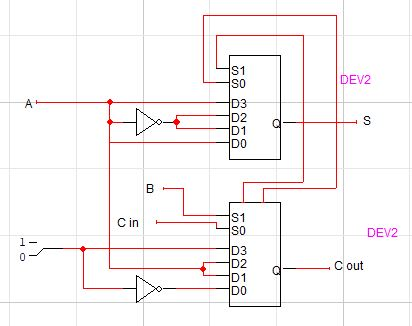 S1
S0
DEV2
A
D3
D2
D1
Q
S
D0
B
S1
C in
S0
DEV2
1
0
D3
D2
D1
Q
C out
D0